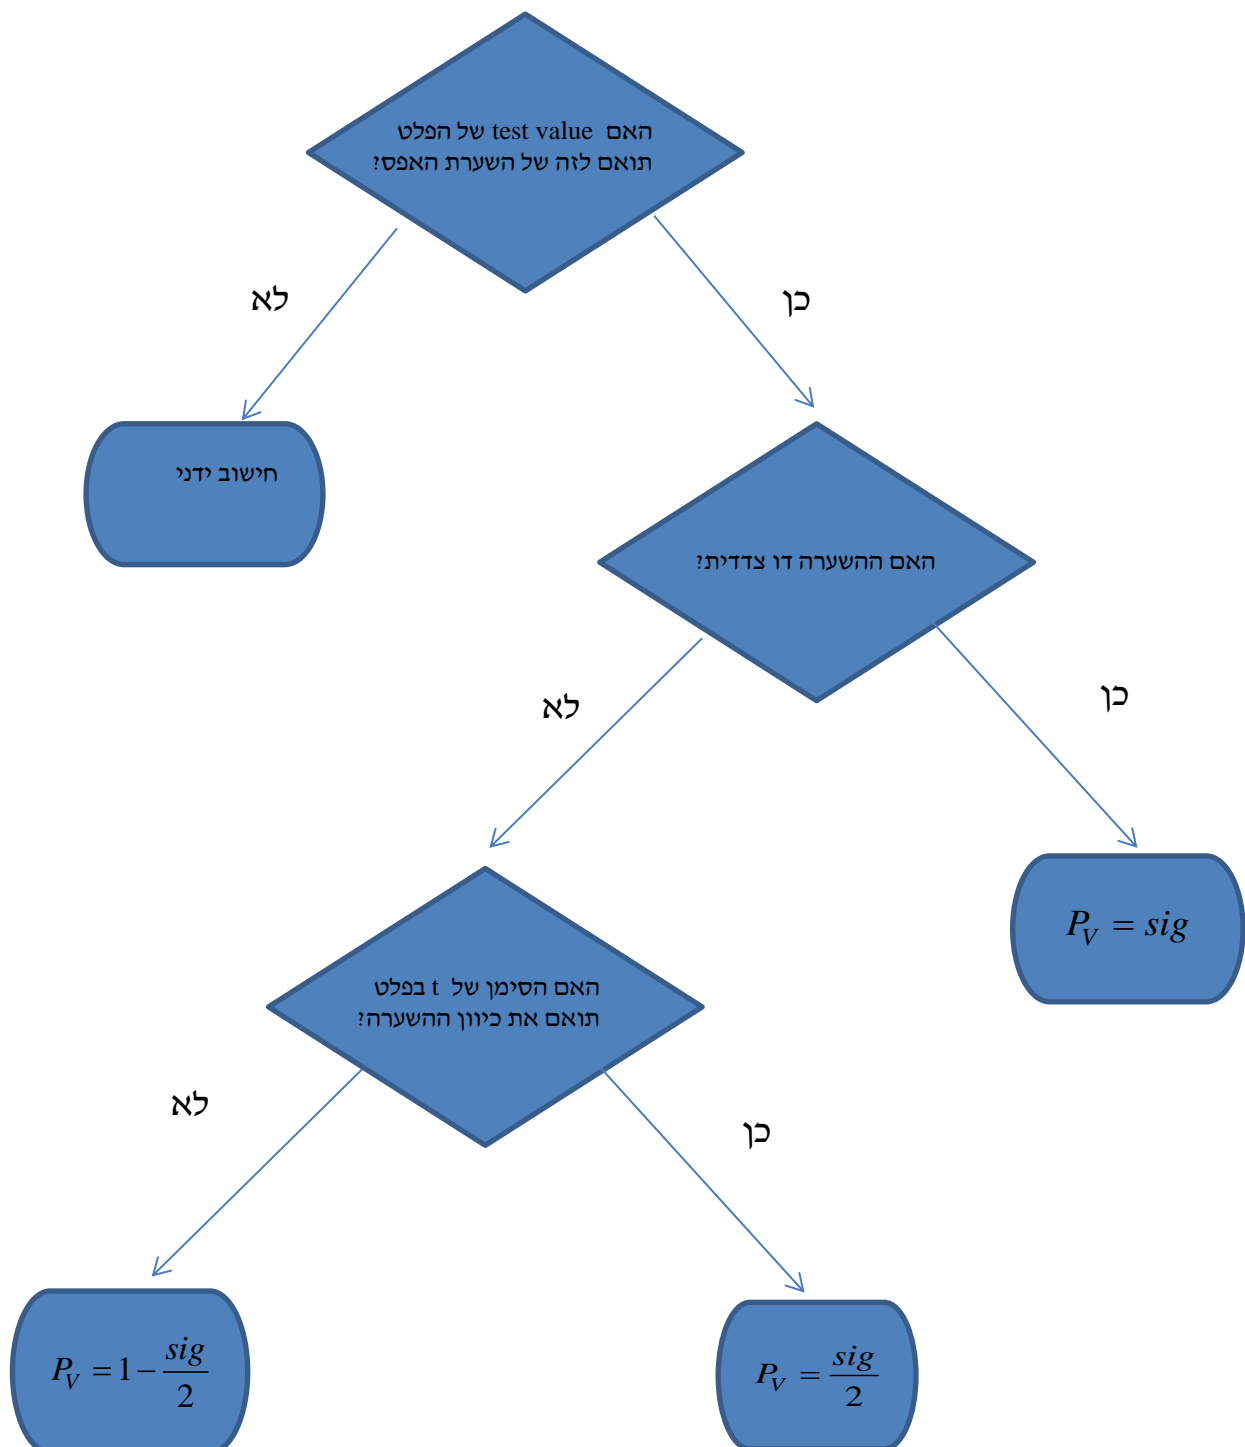 האם test value של הפלט
תואם לזה של השערת האפס?
לא
כן
חישוב ידני
האם ההשערה דו צדדית?
לא
כן
P_V = sig
האם הסימן של t בפלט
תואם את כיוון ההשערה?
לא
כן
P_V = 1 - sig/2
P_V = sig/2